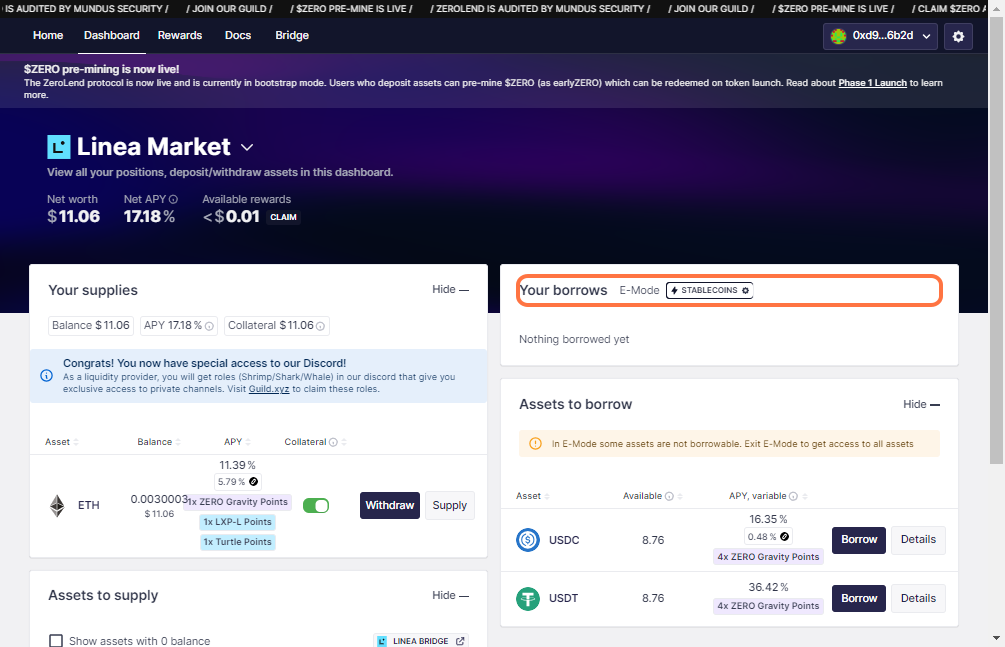 IS AUDITED BY MUNDUS SECURITY / / JOIN OUR GUILD / / $ZERO PRE-MINE IS LIVE / / ZEROLEND IS AUDITED BY MUNDUS SECURITY / / JOIN OUR GUILD / / $ZERO PRE-MINE IS LIVE / / CLAIM $ZERO A
Home Dashboard Rewards Docs Bridge 0xd9...6b2d
$ZERO pre-mining is now live!
The ZeroLend protocol is now live and is currently in bootstrap mode. Users who deposit assets can pre-mine $ZERO (as earlyZERO) which can be redeemed on token launch. Read about Phase 1 Launch to learn
more.
Linea Market
View all your positions, deposit/withdraw assets in this dashboard.
Net worth Net APY Available rewards
$11.06 17.18% <$0.01 CLAIM
Your supplies Hide —
Balance $11.06 APY 17.18% Collateral $11.06
Congrats! You now have special access to our Discord!
As a liquidity provider, you will get roles (Shrimp/Shark/Whale) in our discord that give you
exclusive access to private channels. Visit Guild.xyz to claim these roles.
Asset Balance APY Collateral
11.39%
5.79%
ETH 0.0030003 1x ZERO Gravity Points Withdraw Supply
$11.06
1x LXP-L Points
1x Turtle Points
Assets to supply Hide —
Show assets with 0 balance LINEA BRIDGE
Your borrows E-Mode STABLECOINS
Nothing borrowed yet
Assets to borrow Hide —
In E-Mode some assets are not borrowable. Exit E-Mode to get access to all assets
Asset Available APY, variable
16.35%
USDC 8.76 0.48% Borrow Details
4x ZERO Gravity Points
36.42%
USDT 8.76 Borrow Details
4x ZERO Gravity Points